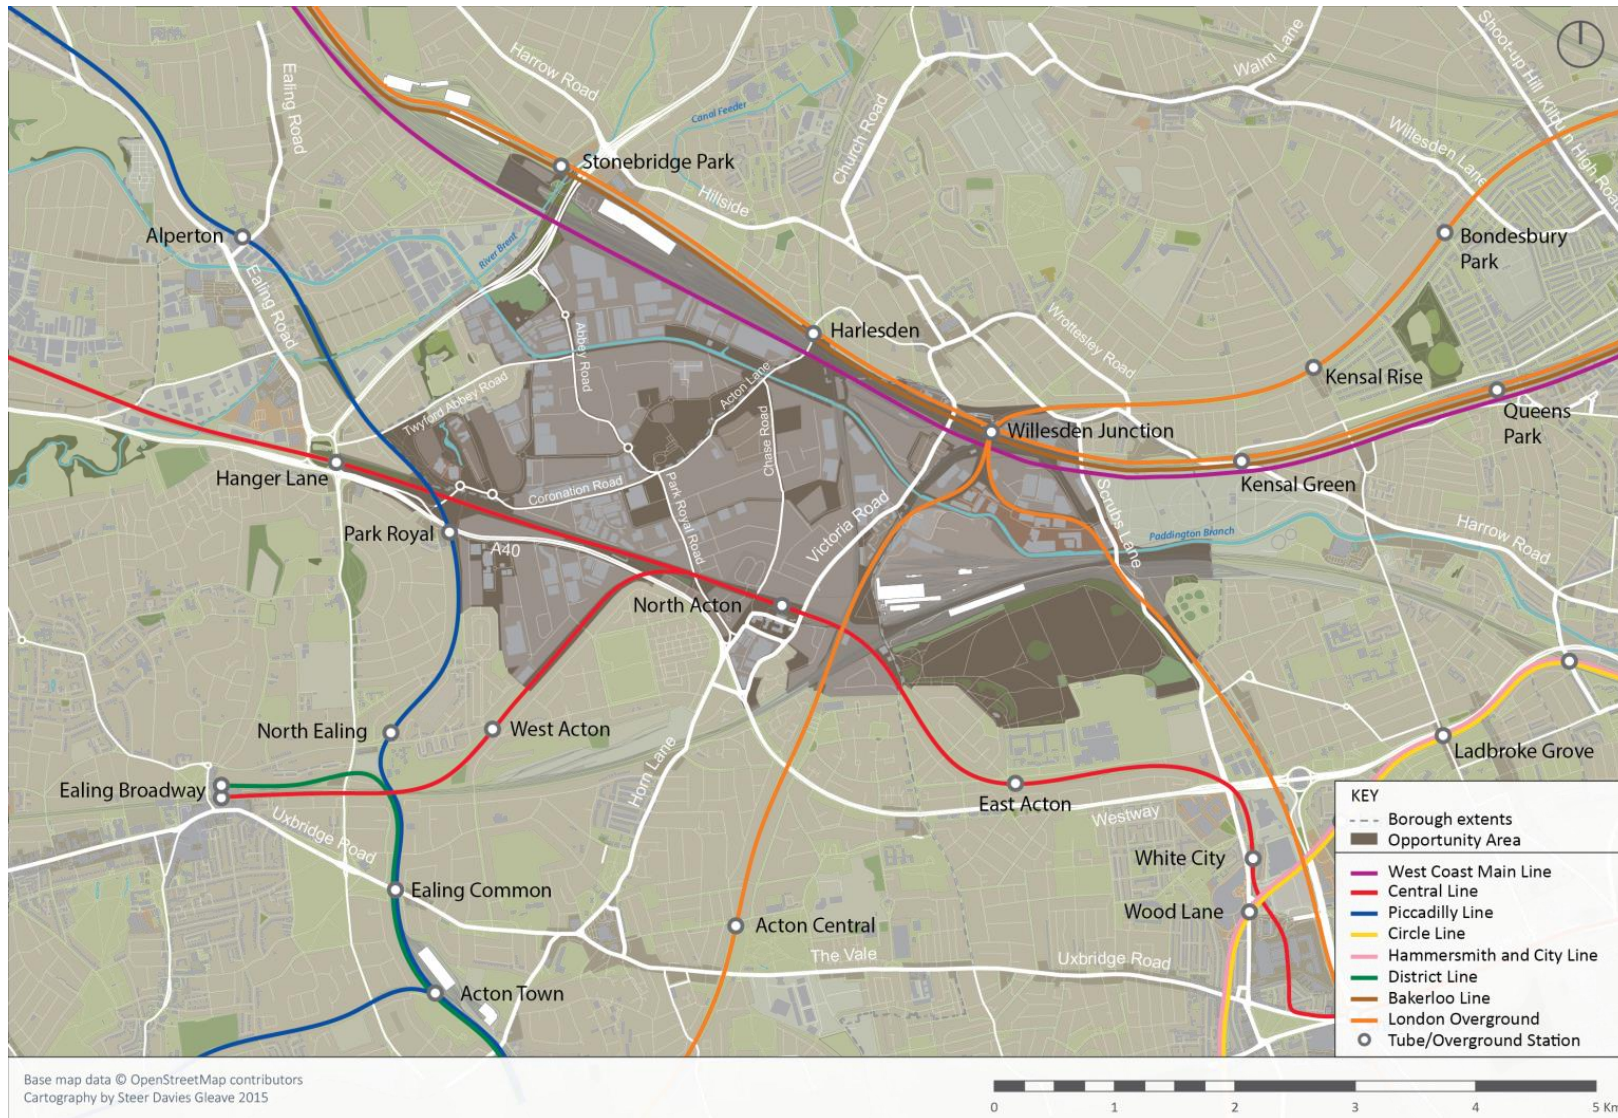 Harrow Road
Ealing Road
Canal Feeder
Church Road
Walm Lane
Shoot-up Hill
Kilburn High Road
Willesden Lane
Stonebridge Park
Hillside
Alperton
River Brent
Ealing Road
Bondesbury
Park
Harlesden
Wrottesley Road
Abbey Road
Acton Lane
Kensal Rise
Twyford Abbey Road
Chase Road
Queens
Park
Willesden Junction
Hanger Lane
Coronation Road
Park Royal Road
Victoria Road
Scrubs Lane
Kensal Green
Harrow Road
Park Royal
A40
Paddington Branch
North Acton
North Ealing
West Acton
Horn Lane
Ladbroke Grove
Ealing Broadway
East Acton
Westway
Uxbridge Road
White City
Ealing Common
Wood Lane
Acton Central
The Vale
Uxbridge Road
Acton Town
KEY
Borough extents
Opportunity Area
West Coast Main Line
Central Line
Piccadilly Line
Circle Line
Hammersmith and City Line
District Line
Bakerloo Line
London Overground
Tube/Overground Station
Base map data © OpenStreetMap contributors
Cartography by Steer Davies Gleave 2015
0 1 2 3 4 5 Km